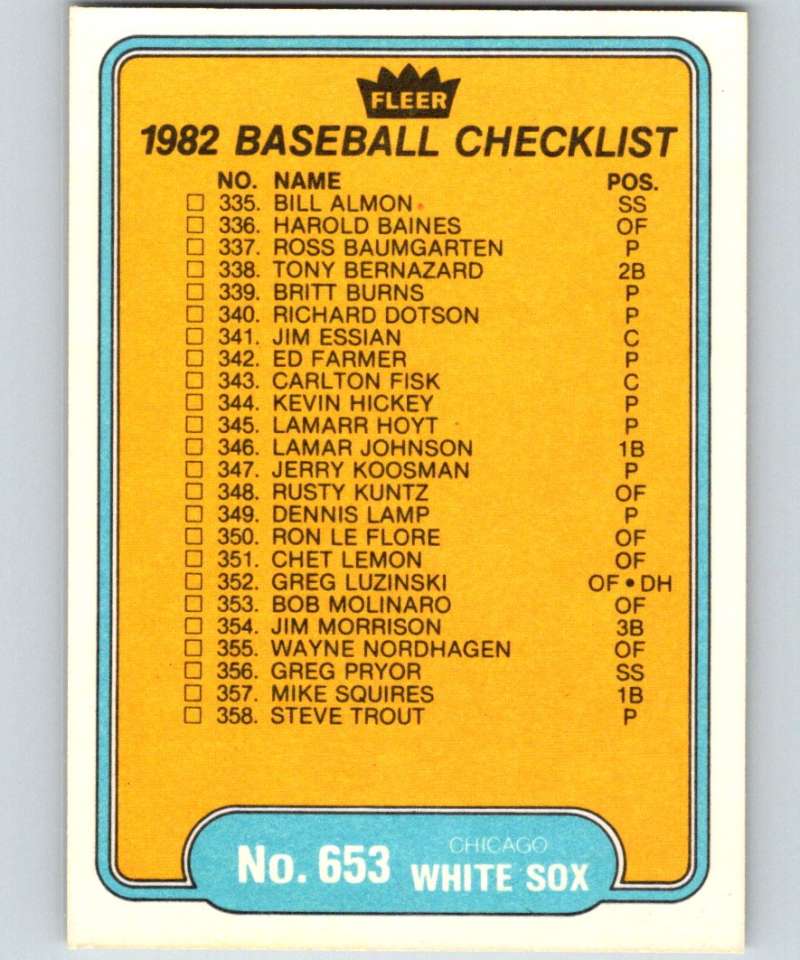 FLEER
1982 BASEBALL CHECKLIST
NO. NAME POS.
335. BILL ALMON SS
336. HAROLD BAINES OF
337. ROSS BAUMGARTEN P
338. TONY BERNAZARD 2B
339. BRITT BURNS P
340. RICHARD DOTSON P
341. JIM ESSIAN C
342. ED FARMER P
343. CARLTON FISK C
344. KEVIN HICKEY P
345. LAMARR HOYT P
346. LAMAR JOHNSON 1B
347. JERRY KOOSMAN P
348. RUSTY KUNTZ OF
349. DENNIS LAMP P
350. RON LE FLORE OF
351. CHET LEMON OF
352. GREG LUZINSKI OF • DH
353. BOB MOLINARO OF
354. JIM MORRISON 3B
355. WAYNE NORDHAGEN OF
356. GREG PRYOR SS
357. MIKE SQUIRES 1B
358. STEVE TROUT P
No. 653
CHICAGO
WHITE SOX